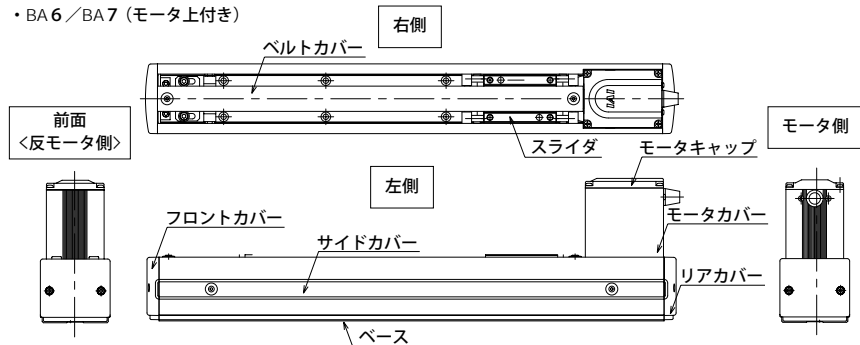 ・BA6／BA7（モータ上付き）
右側
ベルトカバー
IAI
スライダ
前面
<反モータ側>
モータ側
左側
モータキャップ
フロントカバー
サイドカバー
モータカバー
リアカバー
ベース